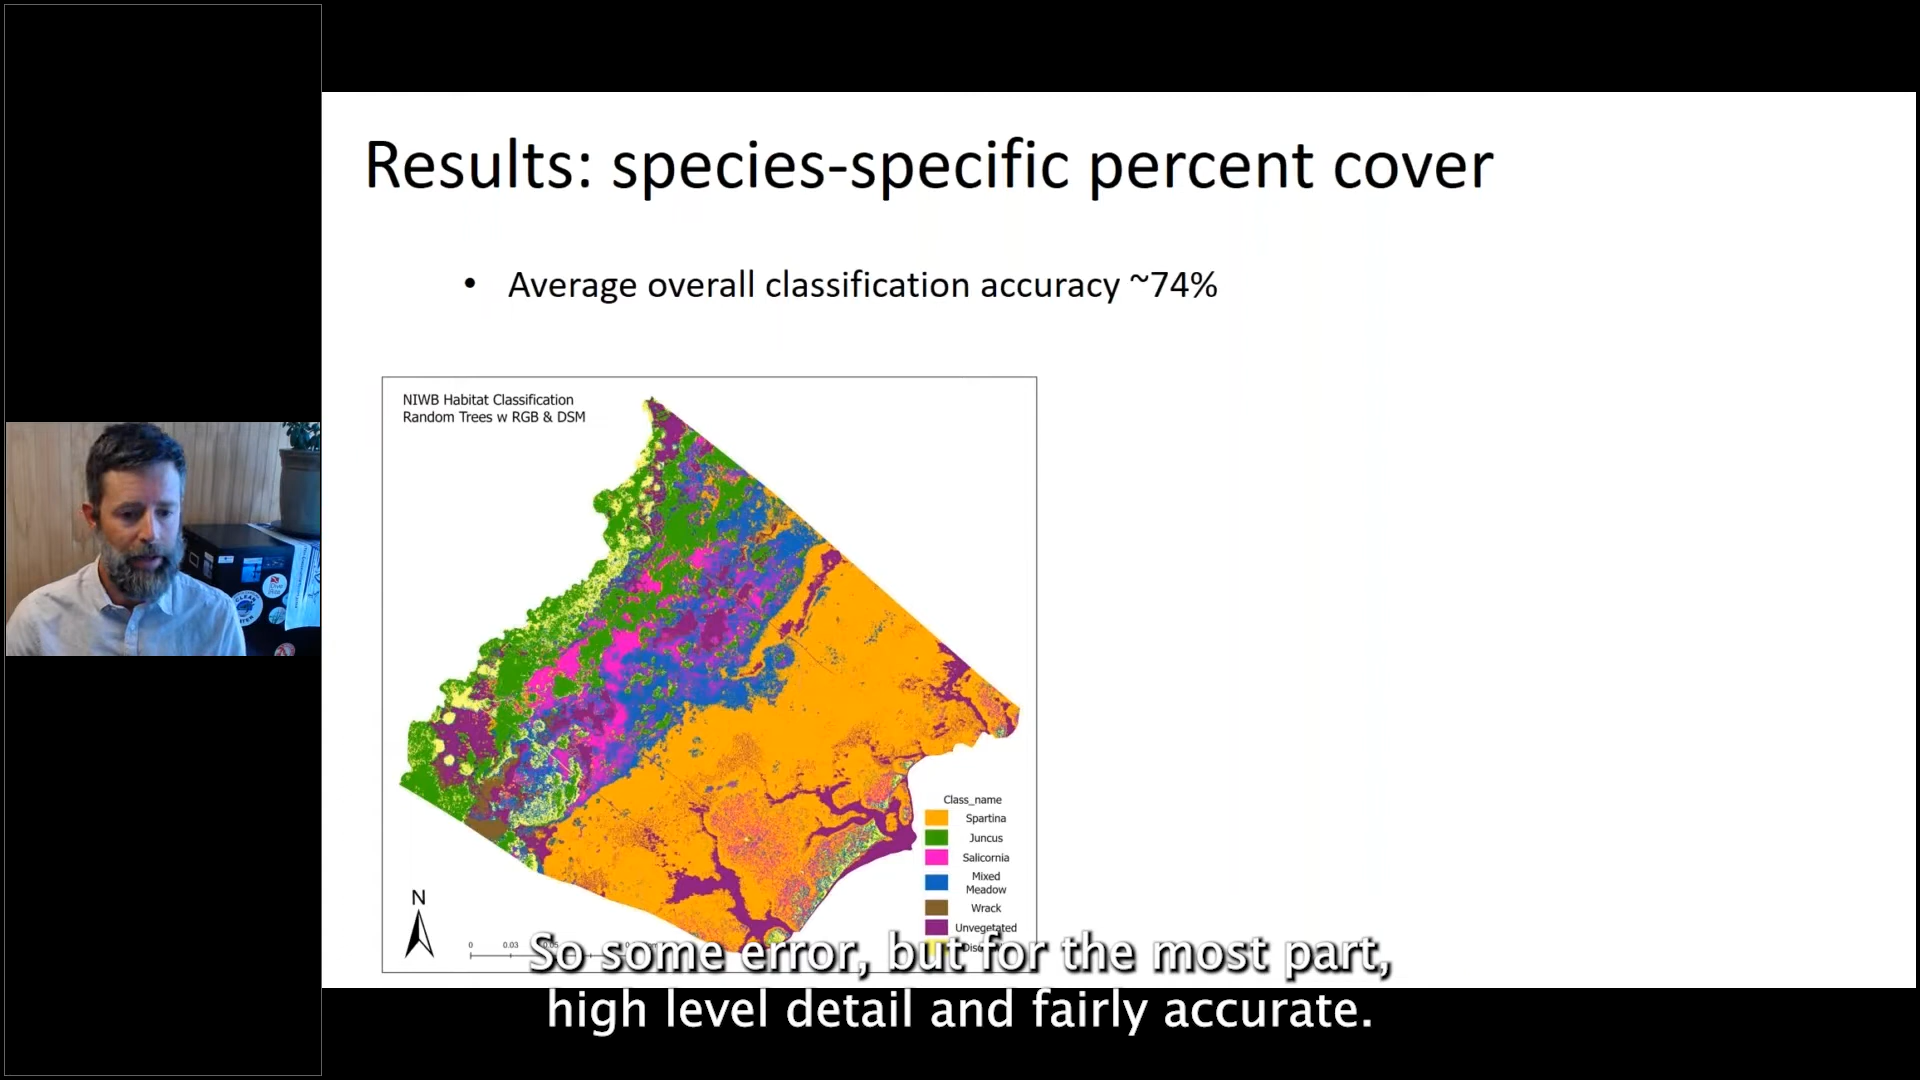 Results: species-specific percent cover
• Average overall classification accuracy ~74%
NIWB Habitat Classification
Random Trees w RGB & DSM
Class_name
Spartina
Juncus
Salicornia
Mixed
Meadow
Wrack
Unvegetated
N
0 0.03 0.05
So some error, but for the most part,
high level detail and fairly accurate.